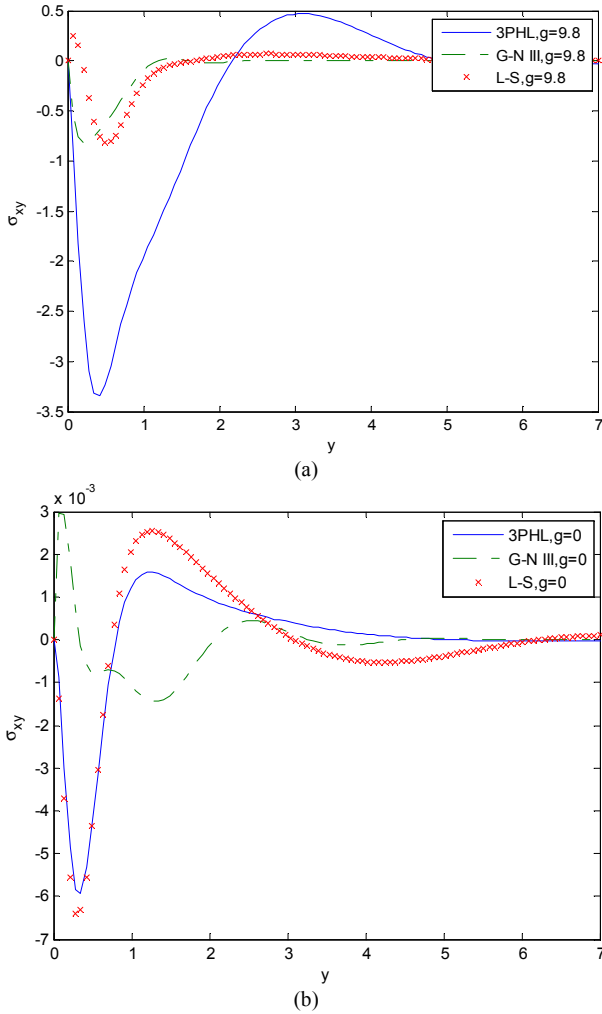 0.5
0
-0.5
-1
-1.5
-2
-2.5
-3
-3.5
σxy
0 1 2 3 4 5 6 7
y
3PHL,g=9.8
G-N III,g=9.8
L-S,g=9.8
(a)
x 10^-3
3
2
1
0
-1
-2
-3
-4
-5
-6
-7
σxy
0 1 2 3 4 5 6 7
y
3PHL,g=0
G-N III,g=0
L-S,g=0
(b)